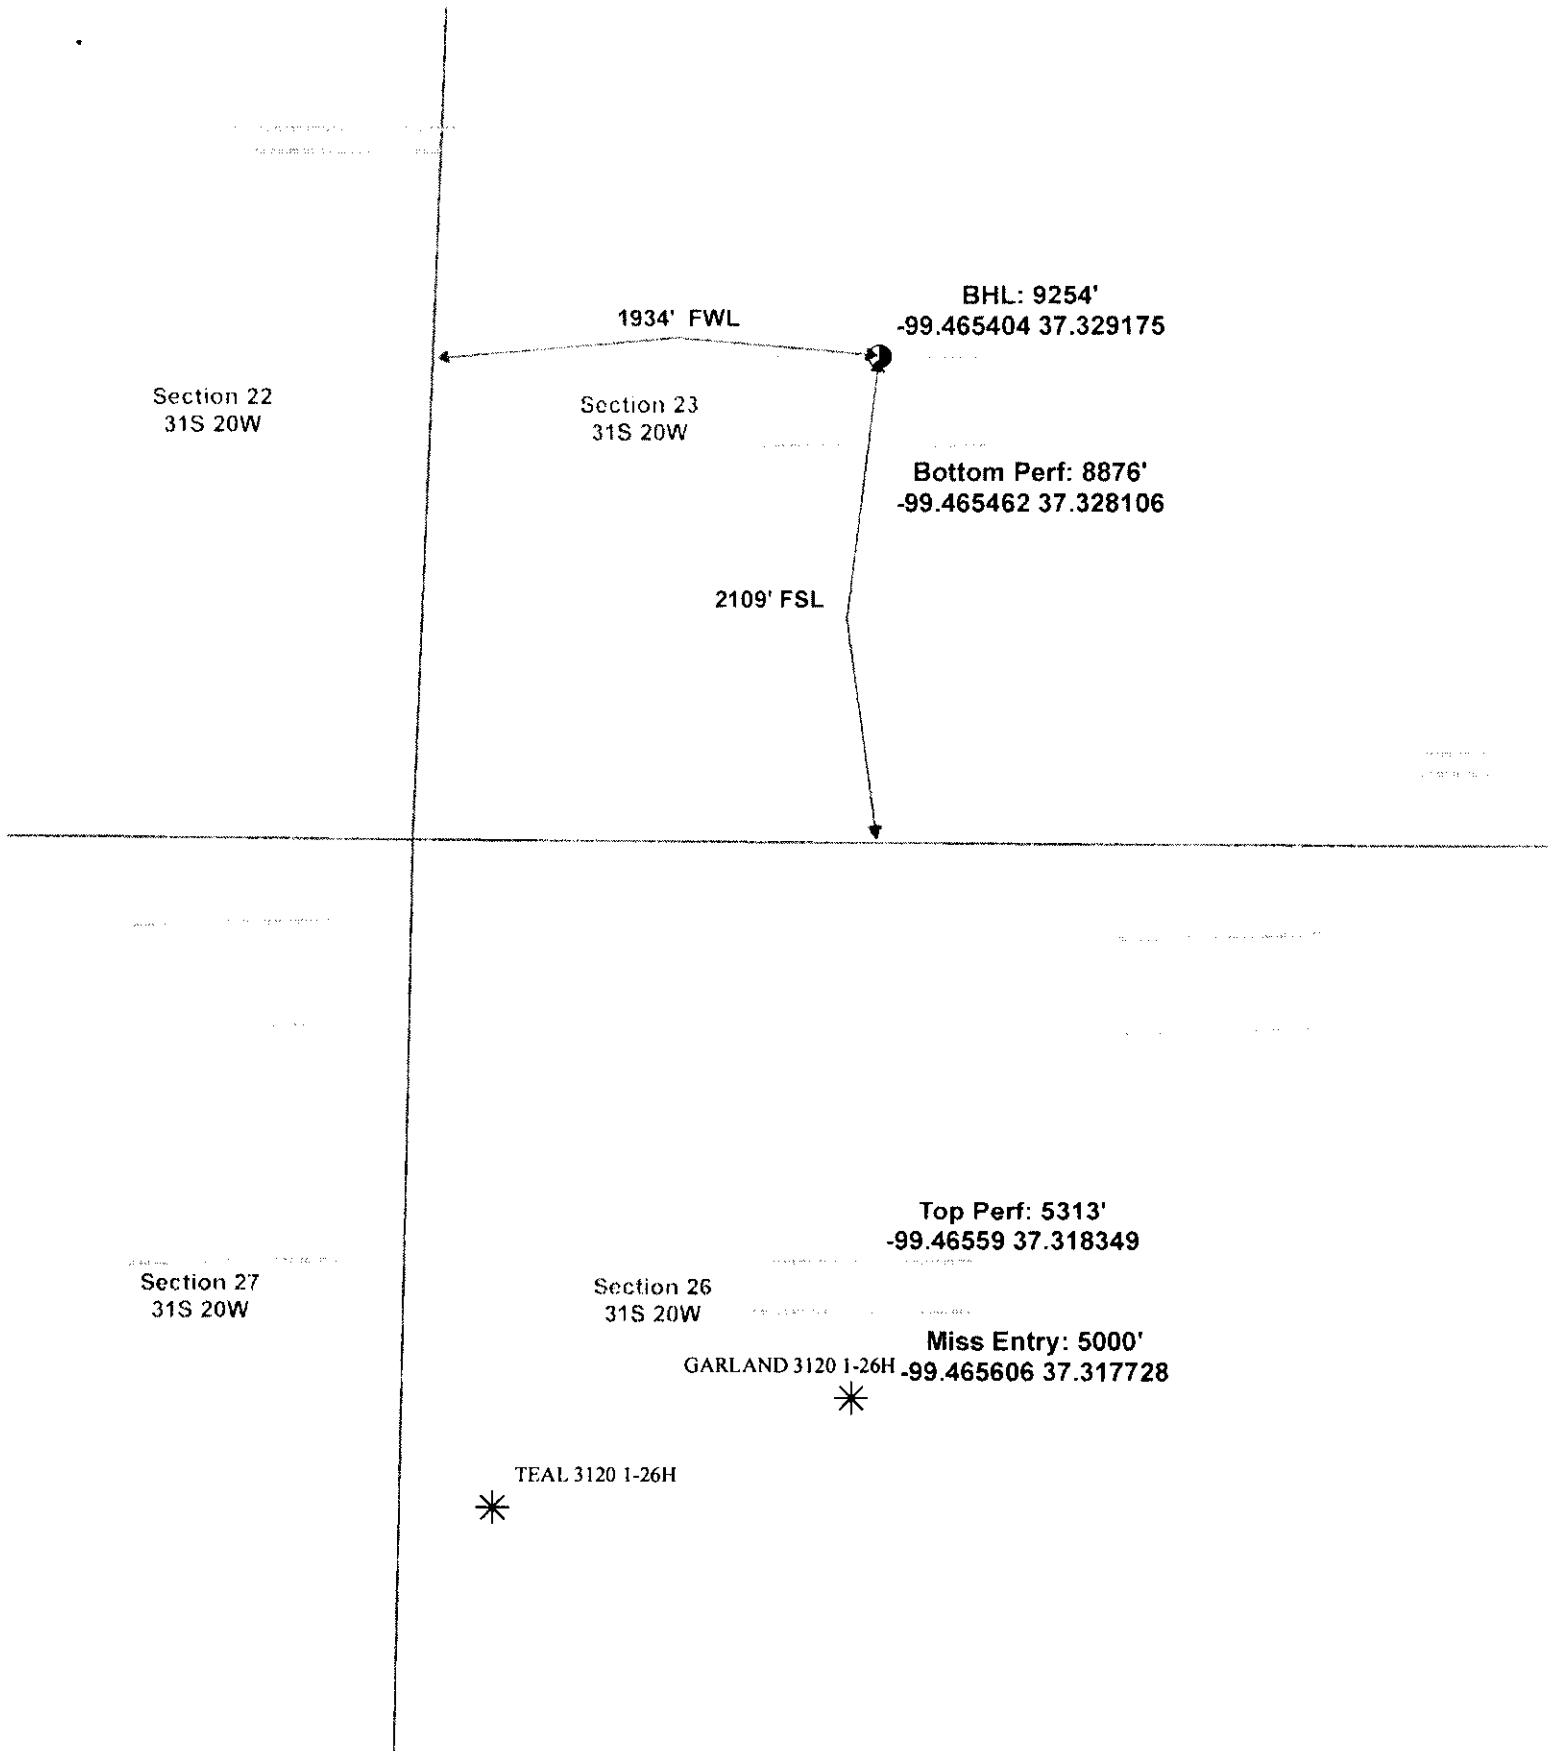 BHL: 9254'
-99.465404 37.329175
1934' FWL
Section 22
31S 20W
Section 23
31S 20W
Bottom Perf: 8876'
-99.465462 37.328106
2109' FSL
Top Perf: 5313'
-99.46559 37.318349
Section 27
31S 20W
Section 26
31S 20W
Miss Entry: 5000'
-99.465606 37.317728
GARLAND 3120 1-26H
TEAL 3120 1-26H